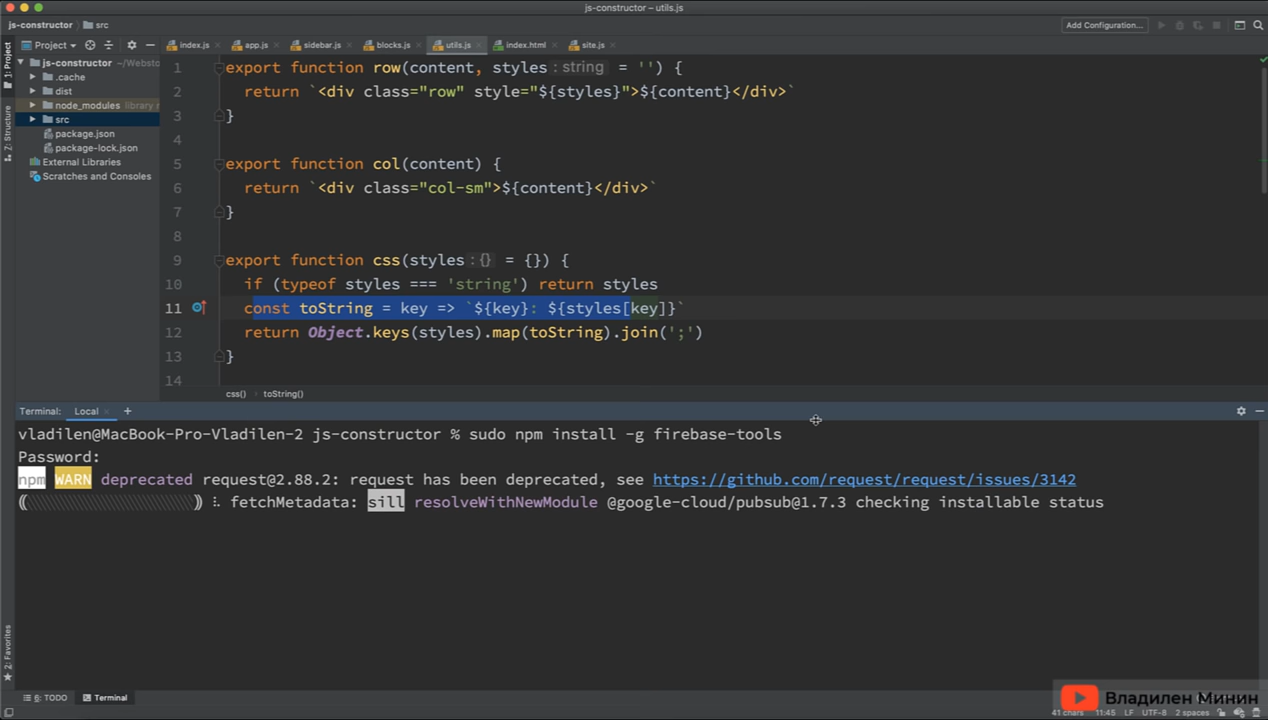 js-constructor – utils.js
js-constructor src
Add Configuration...
1: Project
Project
index.js
app.js
sidebar.js
blocks.js
utils.js
index.html
site.js
js-constructor ~/Websto
.cache
dist
node_modules library
src
package.json
package-lock.json
External Libraries
Scratches and Consoles
Z: Structure
2: Favorites
1 export function row(content, styles : string = '') {
2 return `<div class="row" style="${styles}">${content}</div>`
3 }
4
5 export function col(content) {
6 return `<div class="col-sm">${content}</div>`
7 }
8
9 export function css(styles : {} = {}) {
10 if (typeof styles === 'string') return styles
11 const toString = key => `${key}: ${styles[key]}`
12 return Object.keys(styles).map(toString).join(';')
13 }
14
css() toString()
Terminal: Local +
vladilen@MacBook-Pro-Vladilen-2 js-constructor % sudo npm install -g firebase-tools
Password:
npm WARN deprecated request@2.88.2: request has been deprecated, see https://github.com/request/request/issues/3142
fetchMetadata: sill resolveWithNewModule @google-cloud/pubsub@1.7.3 checking installable status
6: TODO Terminal
Владилен Минин
41 chars 11:45 LF UTF-8 2 spaces